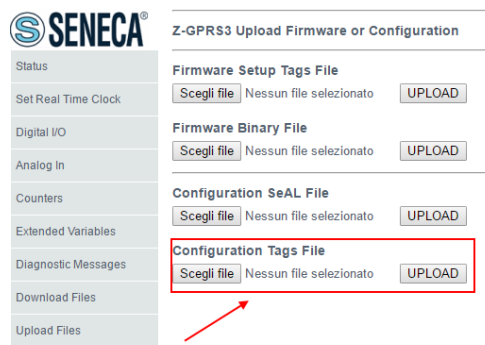 SENECA®
Z-GPRS3 Upload Firmware or Configuration
Status
Set Real Time Clock
Digital I/O
Analog In
Counters
Extended Variables
Diagnostic Messages
Download Files
Upload Files
Firmware Setup Tags File
Scegli file Nessun file selezionato UPLOAD
Firmware Binary File
Scegli file Nessun file selezionato UPLOAD
Configuration SeAL File
Scegli file Nessun file selezionato UPLOAD
Configuration Tags File
Scegli file Nessun file selezionato UPLOAD